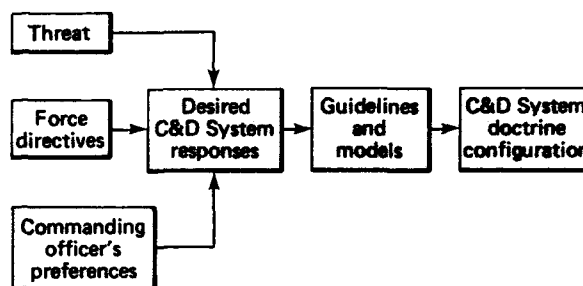 Threat
Force
directives
Commanding
officer's
preferences
Desired
C&D System
responses
Guidelines
and
models
C&D System
doctrine
configuration